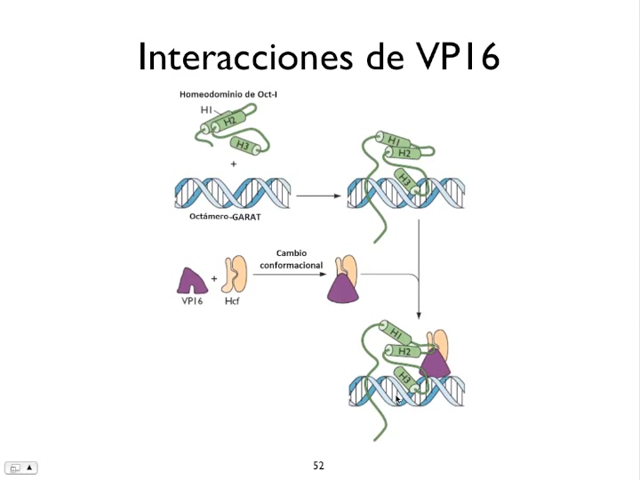 Interacciones de VP16
Homeodominio de Oct-I
H1
H2
H3
+
Octámero-GARAT
H1
H2
H3
Cambio
conformacional
+
VP16
Hcf
H1
H2
H3
52